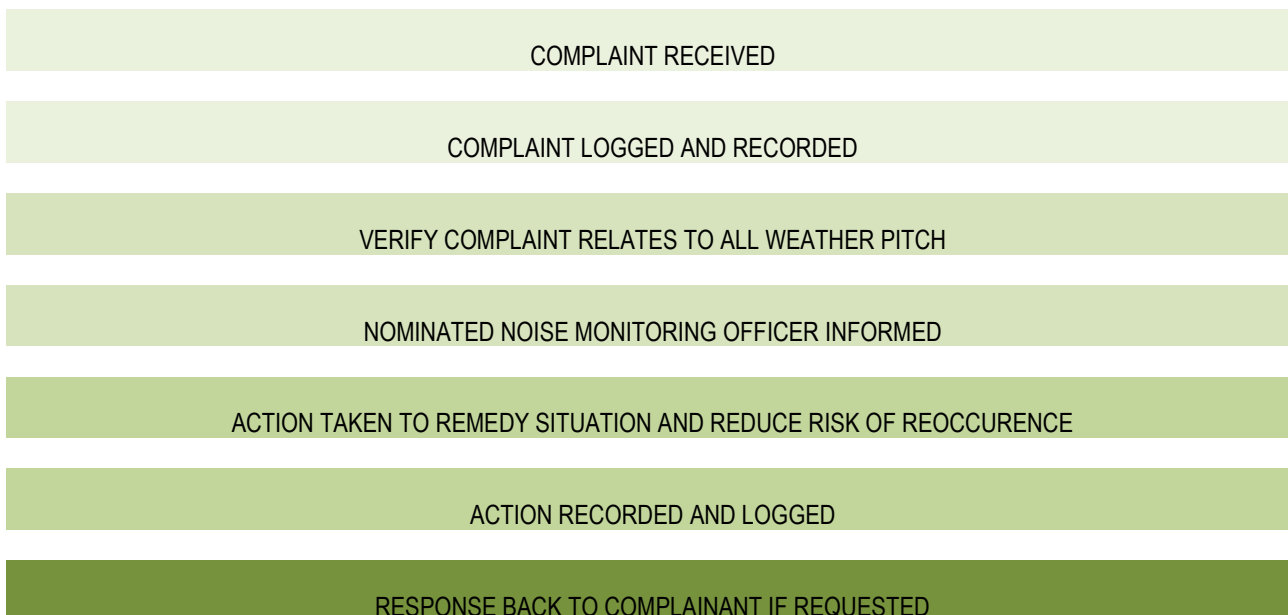 COMPLAINT RECEIVED
COMPLAINT LOGGED AND RECORDED
VERIFY COMPLAINT RELATES TO ALL WEATHER PITCH
NOMINATED NOISE MONITORING OFFICER INFORMED
ACTION TAKEN TO REMEDY SITUATION AND REDUCE RISK OF REOCCURENCE
ACTION RECORDED AND LOGGED
RESPONSE BACK TO COMPLAINANT IF REQUESTED